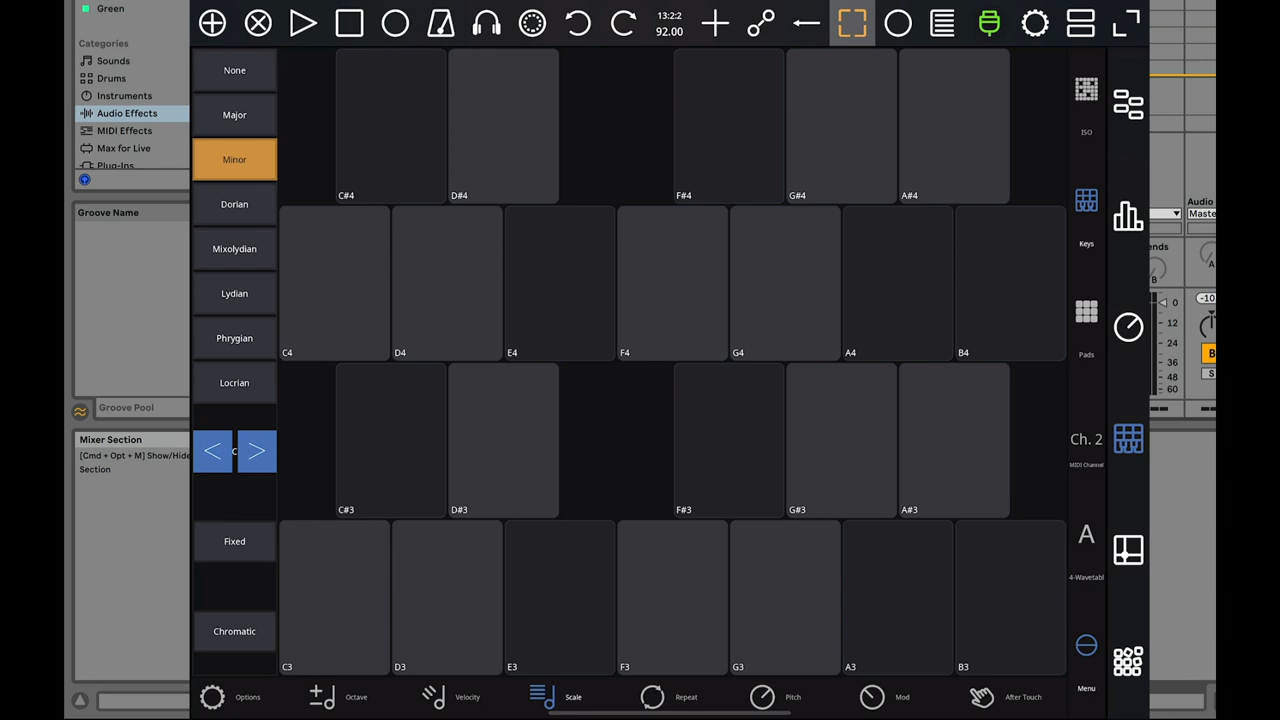 Green
Categories
Sounds
Drums
Instruments
Audio Effects
MIDI Effects
Max for Live
Plug-Ins
Groove Name
Groove Pool
Mixer Section
[Cmd + Opt + M] Show/Hide
Section
13:2:2
92.00
None
Major
Minor
Dorian
Mixolydian
Lydian
Phrygian
Locrian
< C >
Fixed
Chromatic
C#4 D#4 F#4 G#4 A#4
C4 D4 E4 F4 G4 A4 B4
C#3 D#3 F#3 G#3 A#3
C3 D3 E3 F3 G3 A3 B3
Options Octave Velocity Scale Repeat Pitch Mod After Touch
ISO
Keys
Pads
Ch. 2
MIDI Channel
A
4-Wavetabl
Menu
Audio
Maste
ends
A
B
-10
0
12
24
36
48
60
B
S